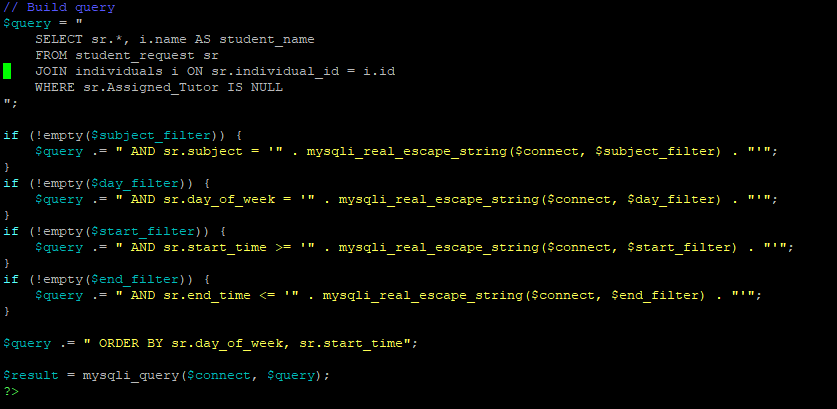 // Build query
$query = "
    SELECT sr.*, i.name AS student_name
    FROM student_request sr
    JOIN individuals i ON sr.individual_id = i.id
    WHERE sr.Assigned_Tutor IS NULL
";

if (!empty($subject_filter)) {
    $query .= " AND sr.subject = '" . mysqli_real_escape_string($connect, $subject_filter) . "'";
}
if (!empty($day_filter)) {
    $query .= " AND sr.day_of_week = '" . mysqli_real_escape_string($connect, $day_filter) . "'";
}
if (!empty($start_filter)) {
    $query .= " AND sr.start_time >= '" . mysqli_real_escape_string($connect, $start_filter) . "'";
}
if (!empty($end_filter)) {
    $query .= " AND sr.end_time <= '" . mysqli_real_escape_string($connect, $end_filter) . "'";
}

$query .= " ORDER BY sr.day_of_week, sr.start_time";

$result = mysqli_query($connect, $query);
?>